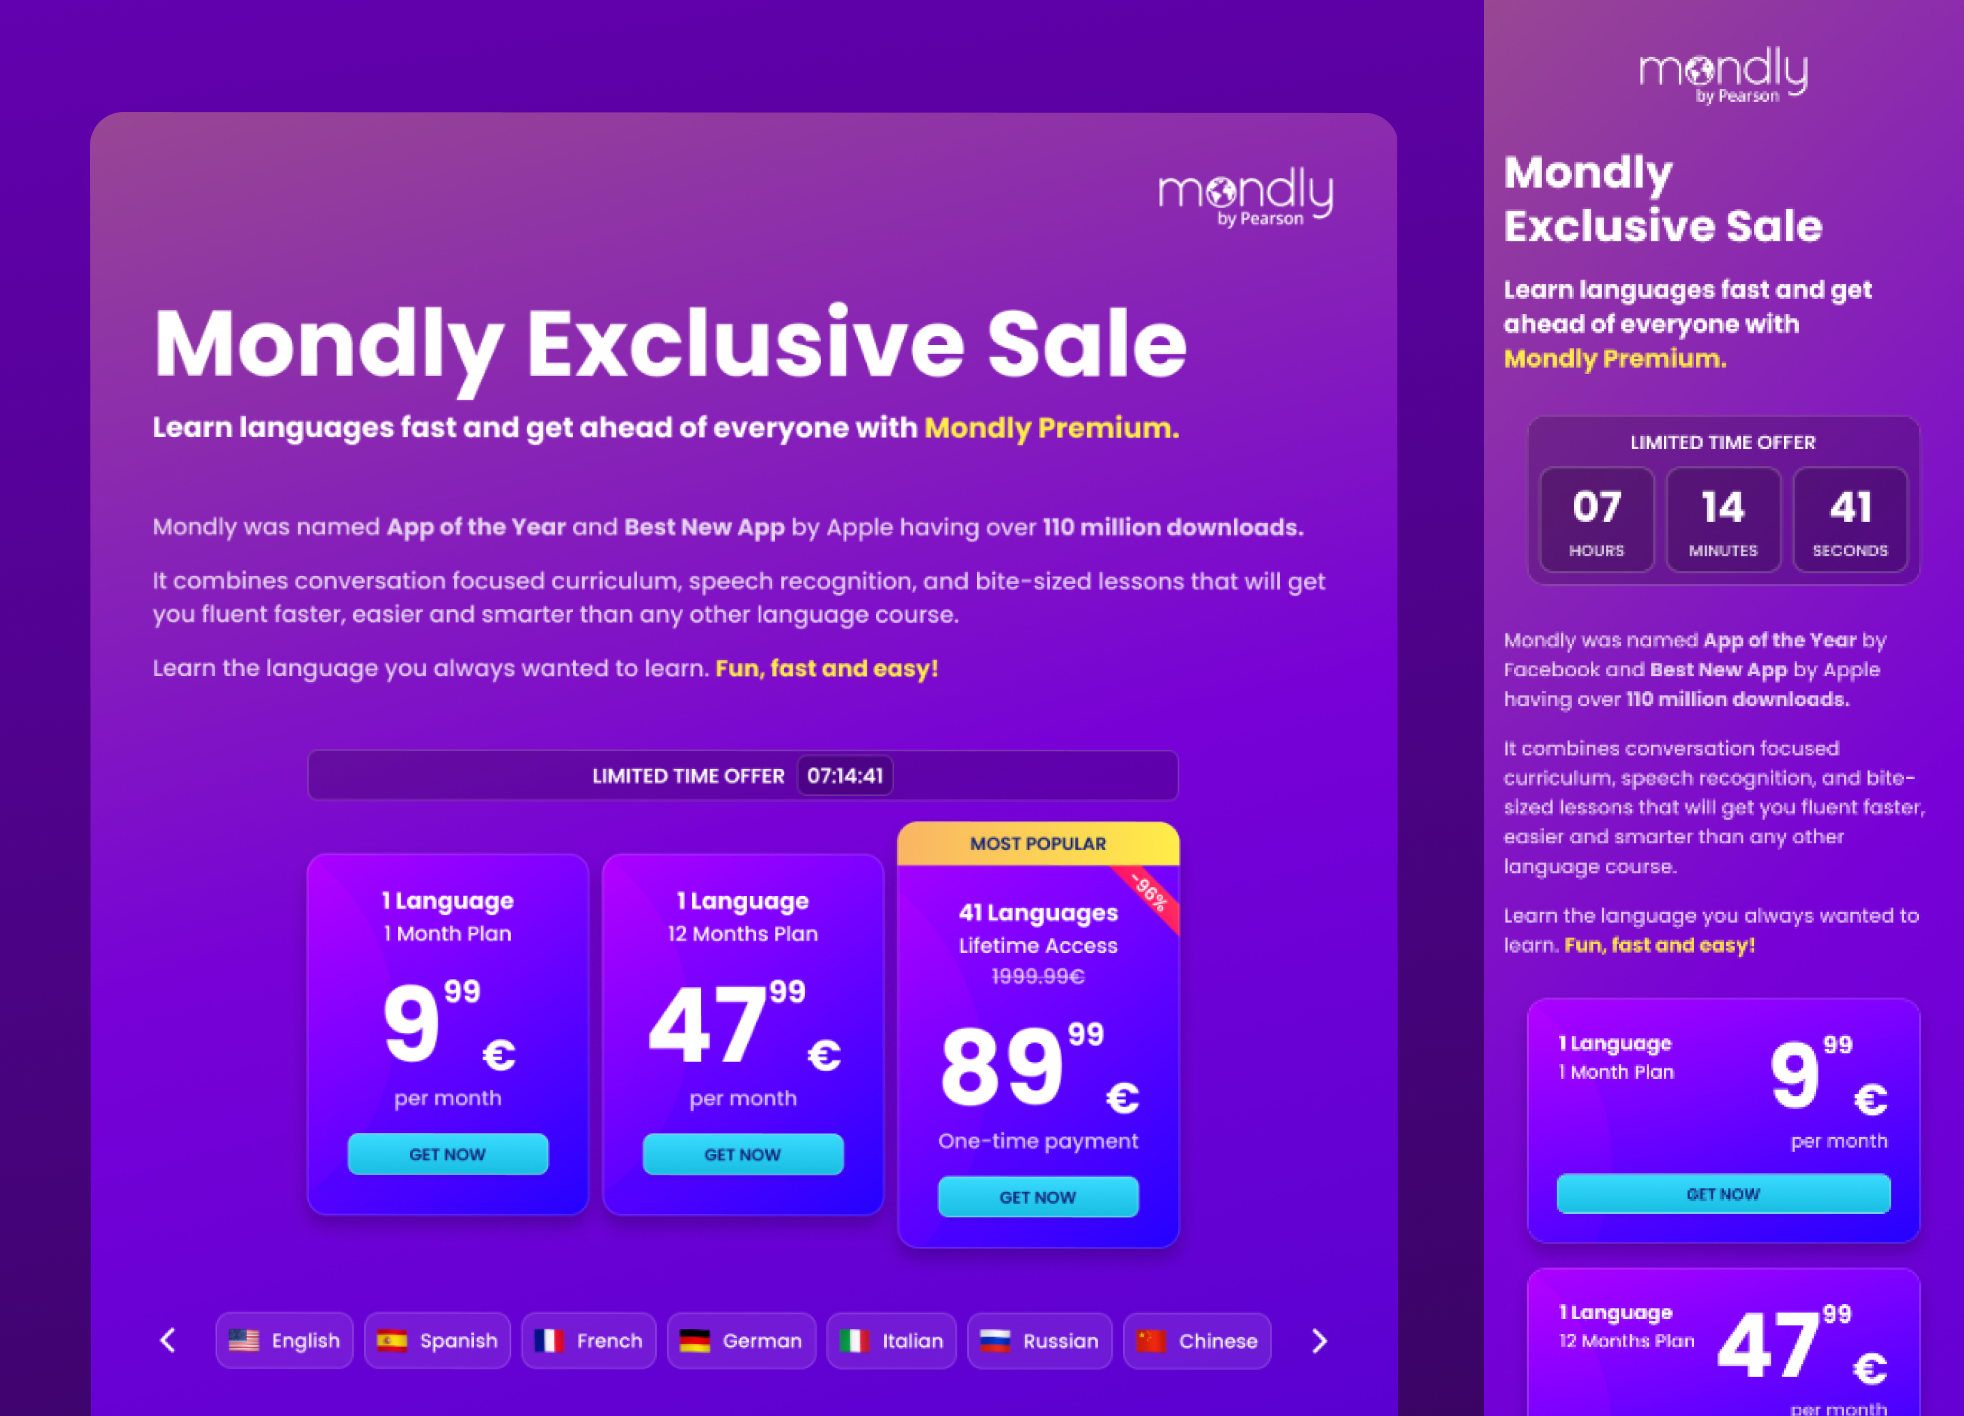 mondly
by Pearson
Mondly Exclusive Sale
Learn languages fast and get ahead of everyone with Mondly Premium.
Mondly was named App of the Year and Best New App by Apple having over 110 million downloads.
It combines conversation focused curriculum, speech recognition, and bite-sized lessons that will get
you fluent faster, easier and smarter than any other language course.
Learn the language you always wanted to learn. Fun, fast and easy!
LIMITED TIME OFFER 07:14:41
1 Language
1 Month Plan
9 99 €
per month
GET NOW
1 Language
12 Months Plan
47 99 €
per month
GET NOW
MOST POPULAR
-96%
41 Languages
Lifetime Access
1999.99€
89 99 €
One-time payment
GET NOW
English Spanish French German Italian Russian Chinese
mondly
by Pearson
Mondly
Exclusive Sale
Learn languages fast and get
ahead of everyone with
Mondly Premium.
LIMITED TIME OFFER
07 14 41
HOURS MINUTES SECONDS
Mondly was named App of the Year by
Facebook and Best New App by Apple
having over 110 million downloads.
It combines conversation focused
curriculum, speech recognition, and bite-
sized lessons that will get you fluent faster,
easier and smarter than any other
language course.
Learn the language you always wanted to
learn. Fun, fast and easy!
1 Language
1 Month Plan
9 99 €
per month
GET NOW
1 Language
12 Months Plan
47 99 €
per month